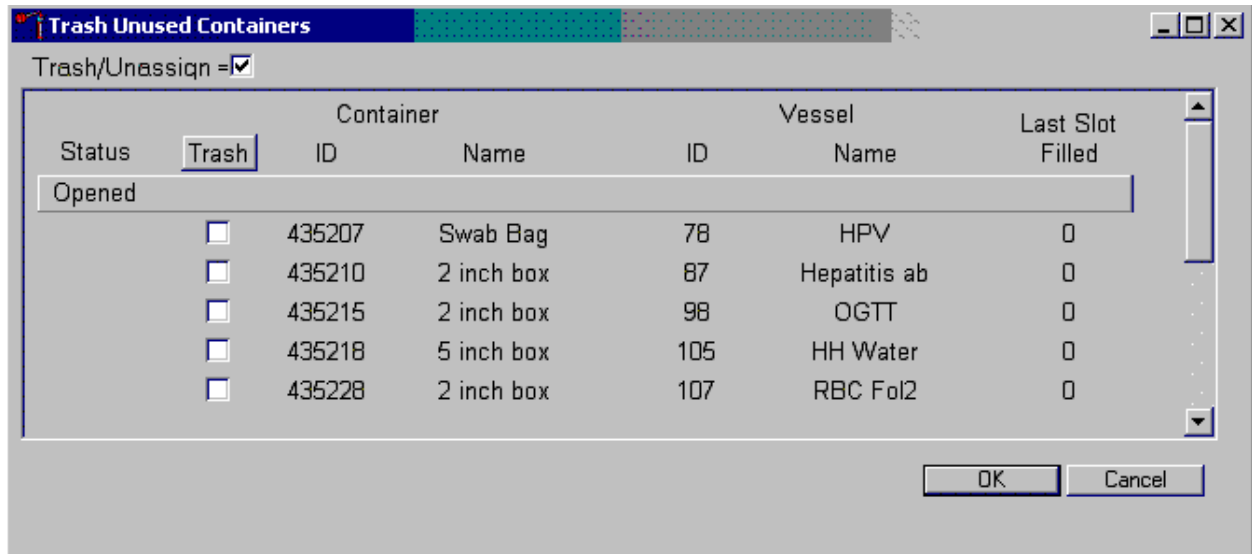 Trash Unused Containers
Trash/Unassign =
Container Vessel Last Slot
Status Trash ID Name ID Name Filled
Opened
435207 Swab Bag 78 HPV 0
435210 2 inch box 87 Hepatitis ab 0
435215 2 inch box 98 OGTT 0
435218 5 inch box 105 HH Water 0
435228 2 inch box 107 RBC Fol2 0
OK Cancel